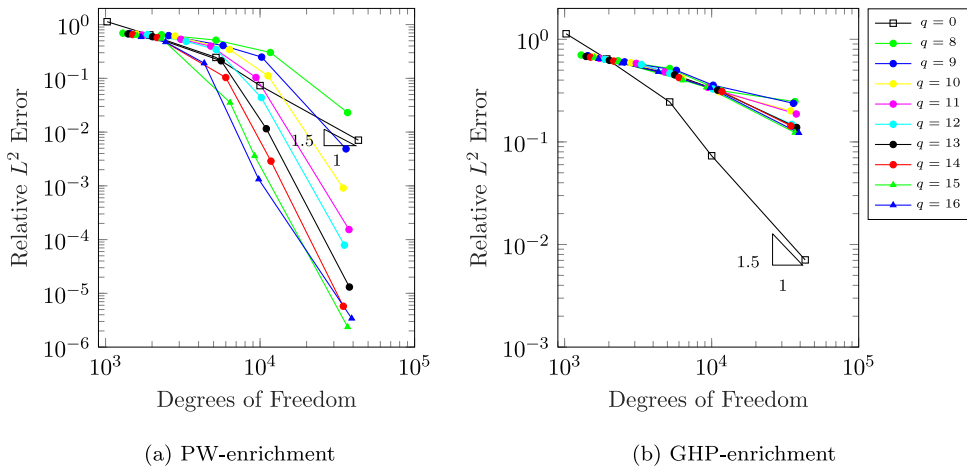 10^0
10^{-1}
10^{-2}
10^{-3}
10^{-4}
10^{-5}
10^{-6}
Relative L^2 Error
10^3
10^4
10^5
Degrees of Freedom
1.5
1
(a) PW-enrichment
10^0
10^{-1}
10^{-2}
10^{-3}
Relative L^2 Error
10^3
10^4
10^5
Degrees of Freedom
1.5
1
(b) GHP-enrichment
q = 0
q = 8
q = 9
q = 10
q = 11
q = 12
q = 13
q = 14
q = 15
q = 16